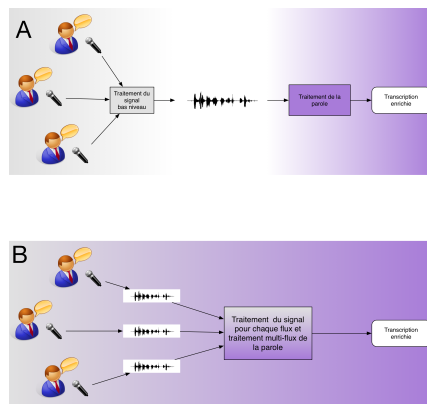 A
Traitement du
signal
bas niveau
Traitement de la
parole
Transcription
enrichie
B
Traitement du signal
pour chaque flux et
traitement multi-flux de
la parole
Transcription
enrichie